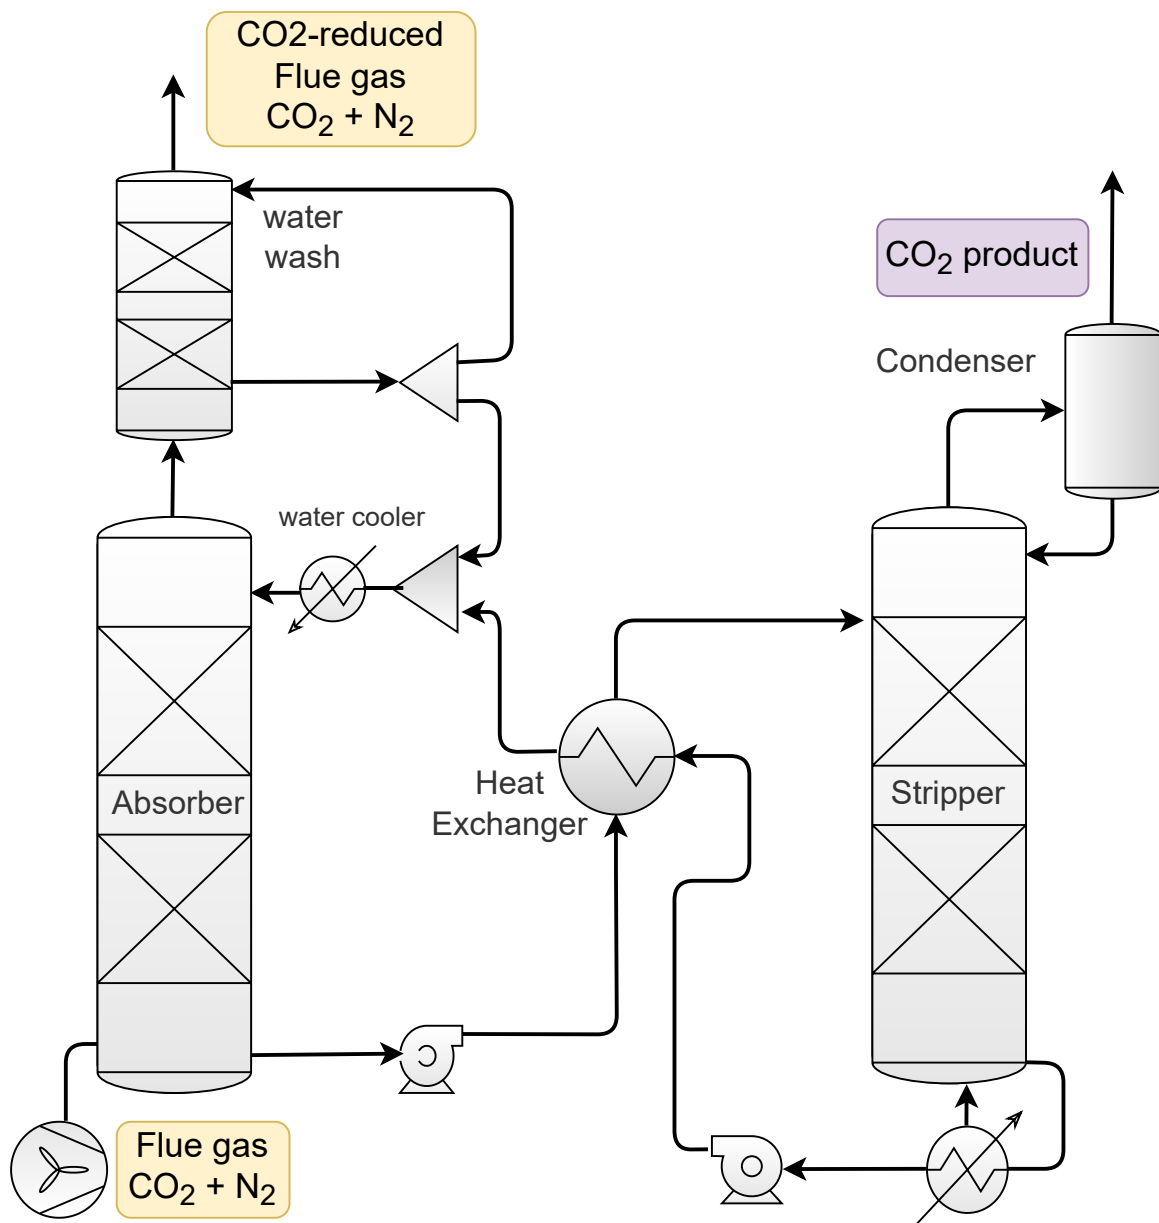 CO2-reduced
Flue gas
CO₂ + N₂
water
wash
CO₂ product
Condenser
water cooler
Heat
Exchanger
Absorber
Stripper
Flue gas
CO₂ + N₂